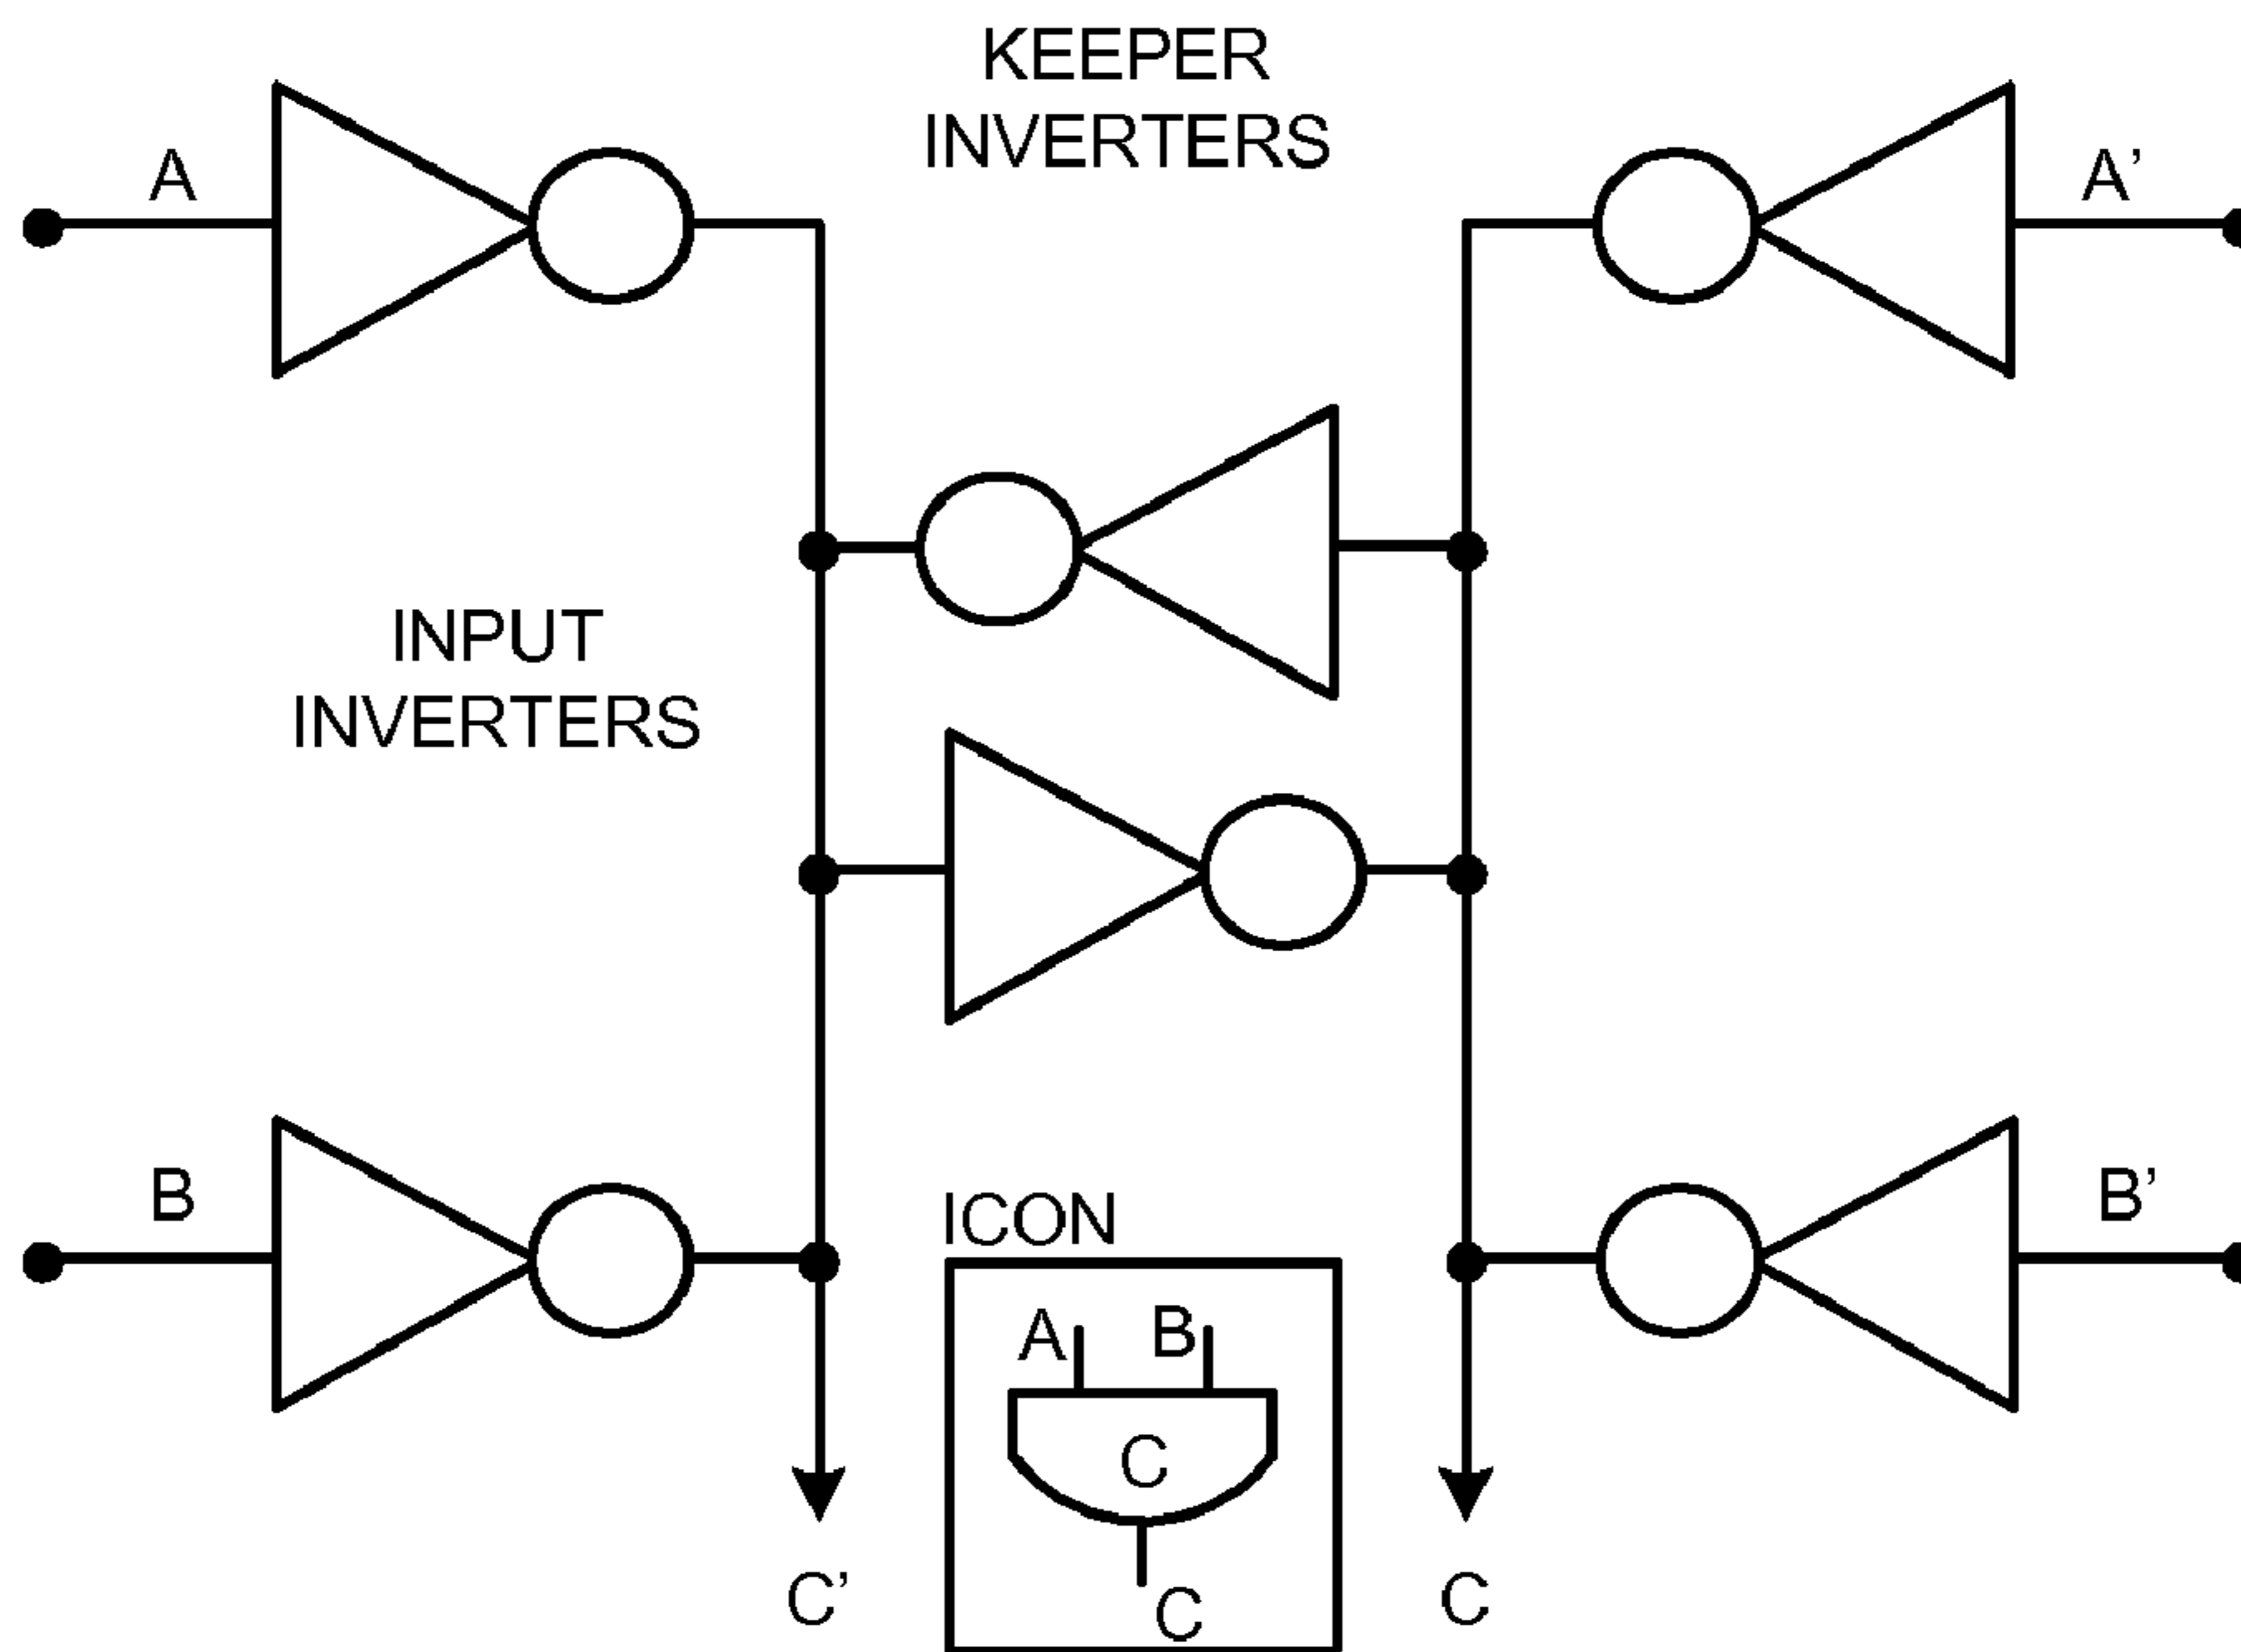 KEEPER
INVERTERS
A
A’
INPUT
INVERTERS
B
B’
ICON
A
B
C
C’
C
C